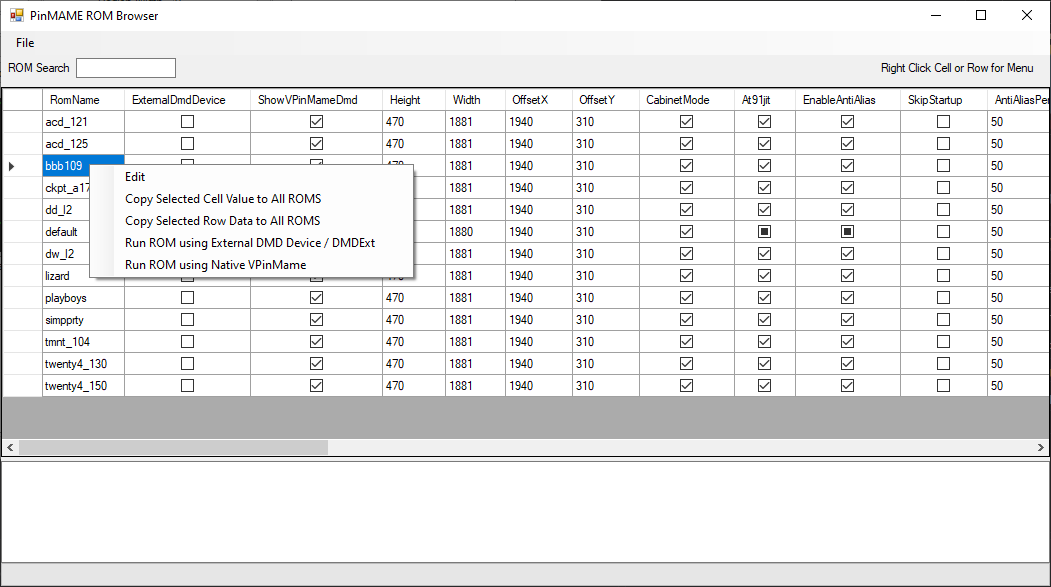 PinMAME ROM Browser
File
ROM Search Right Click Cell or Row for Menu
RomName ExternalDmdDevice ShowVPinMameDmd Height Width OffsetX OffsetY CabinetMode At91jit EnableAntiAlias SkipStartup AntiAliasPer
acd_121 470 1881 1940 310 50
acd_125 470 1881 1940 310 50
bbb109 1881 1940 310 50
Edit
Copy Selected Cell Value to All ROMS
Copy Selected Row Data to All ROMS
Run ROM using External DMD Device / DMDExt
Run ROM using Native VPinMame
ckpt_a17 1881 1940 310 50
dd_l2 1881 1940 310 50
default 1880 1940 310 50
dw_l2 1881 1940 310 50
lizard 1881 1940 310 50
playboys 470 1881 1940 310 50
simpprty 470 1881 1940 310 50
tmnt_104 470 1881 1940 310 50
twenty4_130 470 1881 1940 310 50
twenty4_150 470 1881 1940 310 50